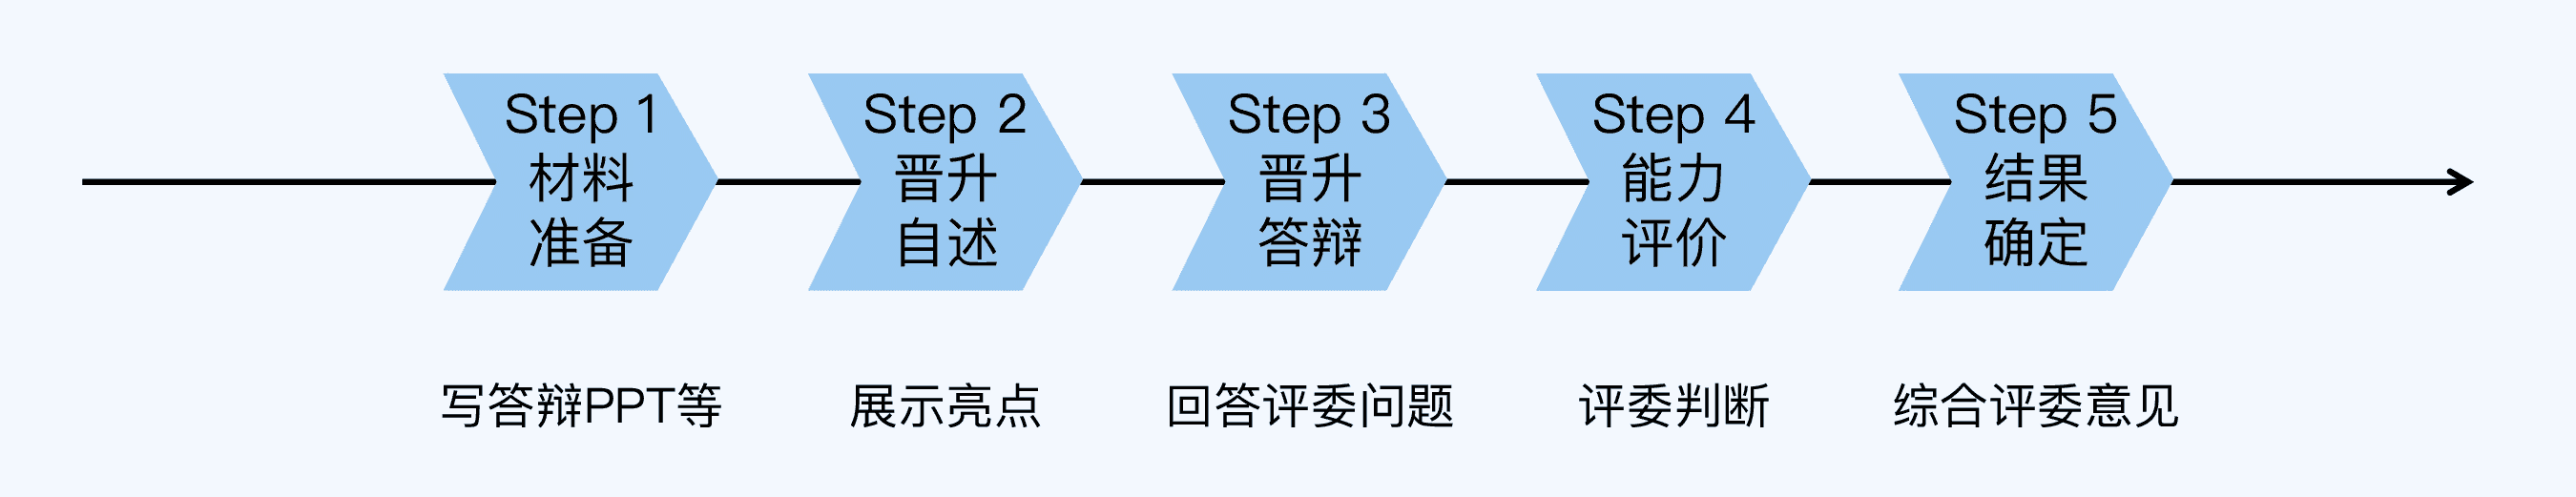 Step 1
材料
准备
Step 2
晋升
自述
Step 3
晋升
答辩
Step 4
能力
评价
Step 5
结果
确定
写答辩PPT等
展示亮点
回答评委问题
评委判断
综合评委意见